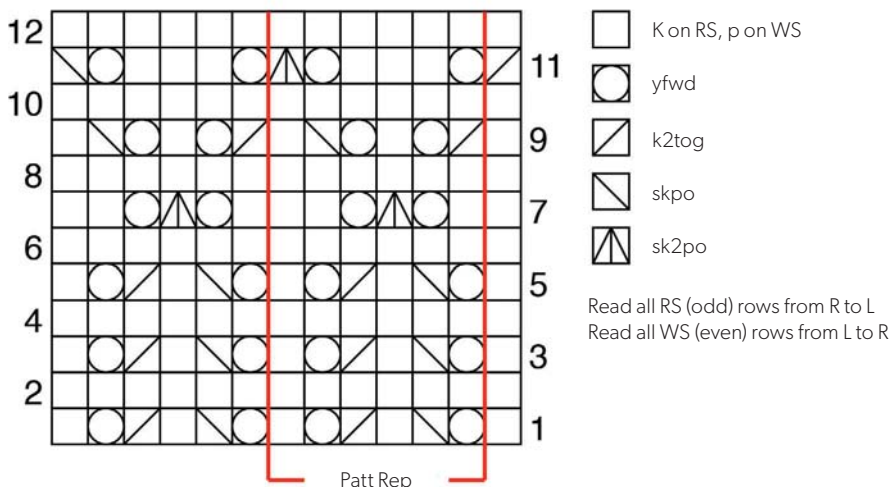 12
11
10
9
8
7
6
5
4
3
2
1
Patt Rep
K on RS, p on WS
yfwd
k2tog
skpo
sk2po
Read all RS (odd) rows from R to L
Read all WS (even) rows from L to R